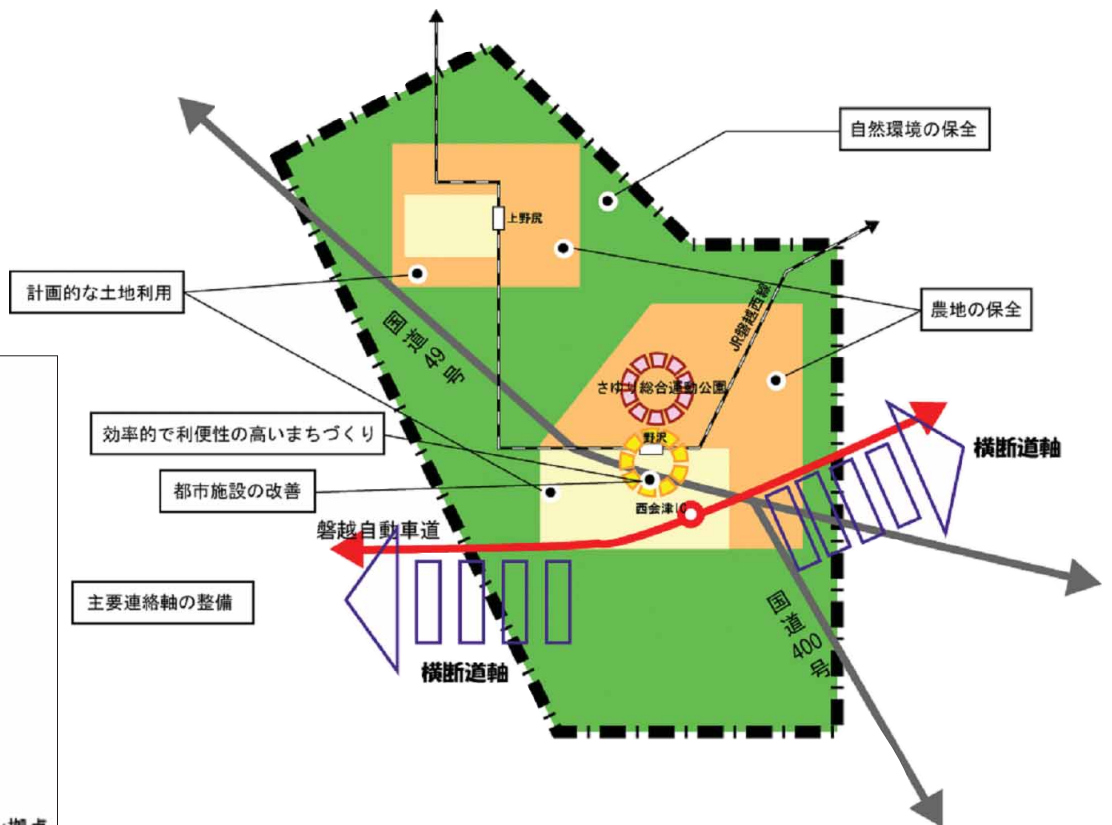 自然環境の保全
上野尻
計画的な土地利用
農地の保全
国道49号
JR磐越西線
さゆり総合運動公園
効率的で利便性の高いまちづくり
野沢
横断道軸
都市施設の改善
西会津IC
磐越自動車道
主要連絡軸の整備
国道400号
横断道軸
拠点